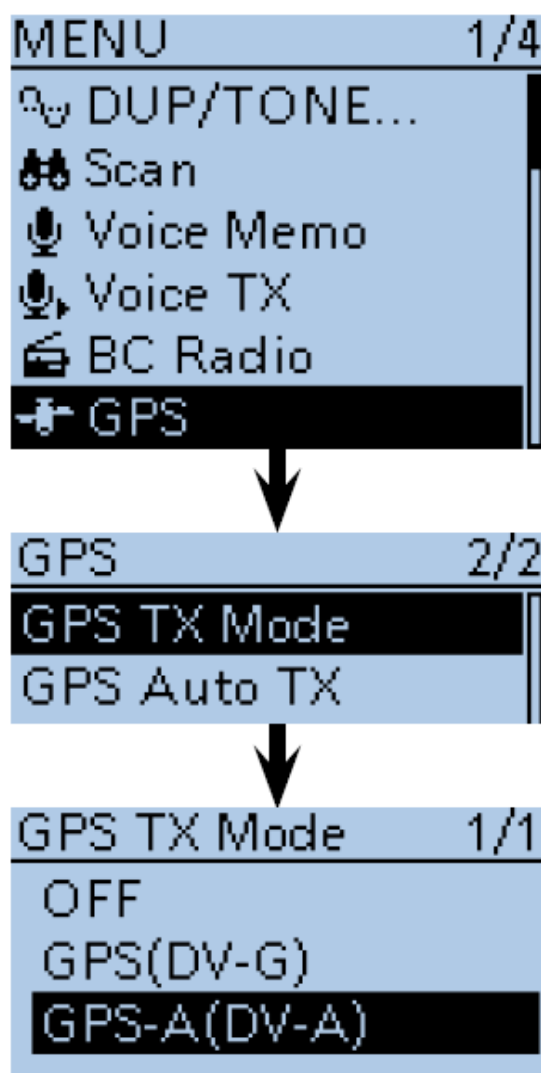 MENU 1/4
DUP/TONE...
Scan
Voice Memo
Voice TX
BC Radio
GPS
GPS 2/2
GPS TX Mode
GPS Auto TX
GPS TX Mode 1/1
OFF
GPS(DV-G)
GPS-A(DV-A)